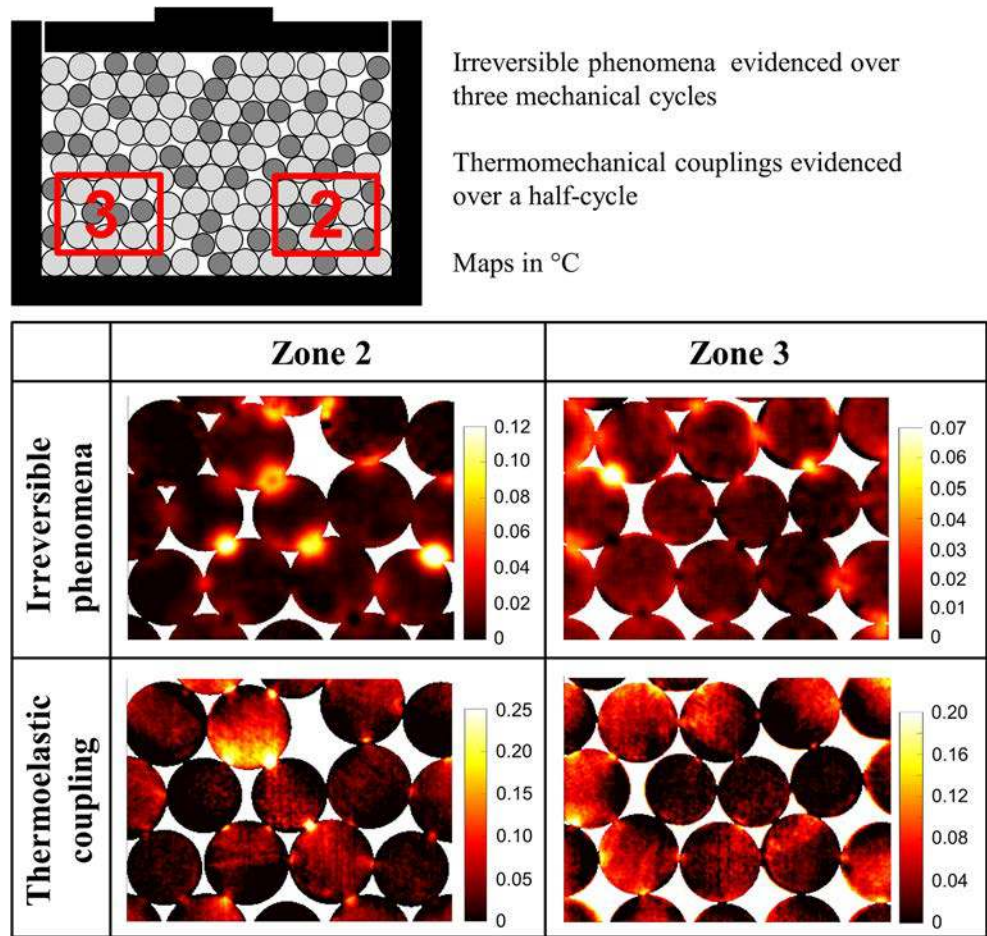 Irreversible phenomena evidenced over
three mechanical cycles
Thermomechanical couplings evidenced
over a half-cycle
Maps in °C
3
2
Zone 2
Zone 3
Irreversible
phenomena
0.12
0.10
0.08
0.06
0.04
0.02
0
0.07
0.06
0.05
0.04
0.03
0.02
0.01
0
Thermoelastic
coupling
0.25
0.20
0.15
0.10
0.05
0
0.20
0.16
0.12
0.08
0.04
0